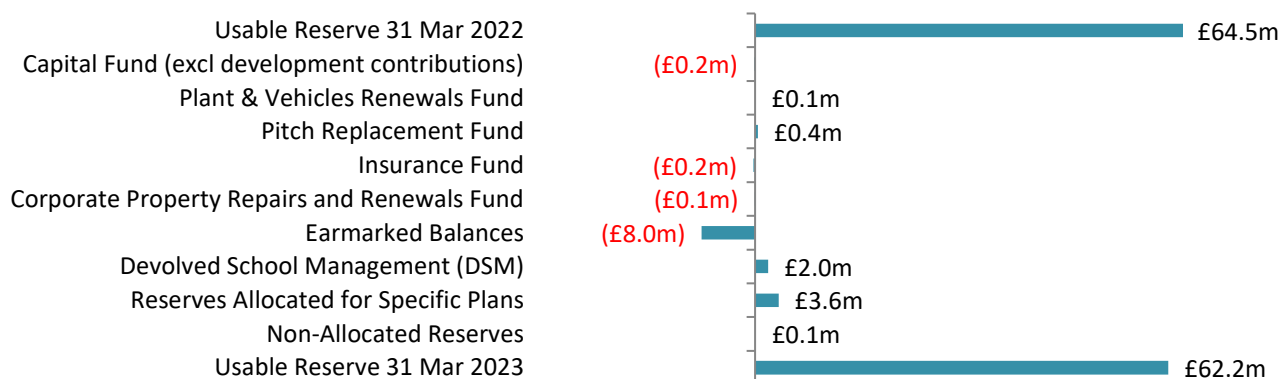 Usable Reserve 31 Mar 2022 £64.5m
Capital Fund (excl development contributions) (£0.2m)
Plant & Vehicles Renewals Fund £0.1m
Pitch Replacement Fund £0.4m
Insurance Fund (£0.2m)
Corporate Property Repairs and Renewals Fund (£0.1m)
Earmarked Balances (£8.0m)
Devolved School Management (DSM) £2.0m
Reserves Allocated for Specific Plans £3.6m
Non-Allocated Reserves £0.1m
Usable Reserve 31 Mar 2023 £62.2m